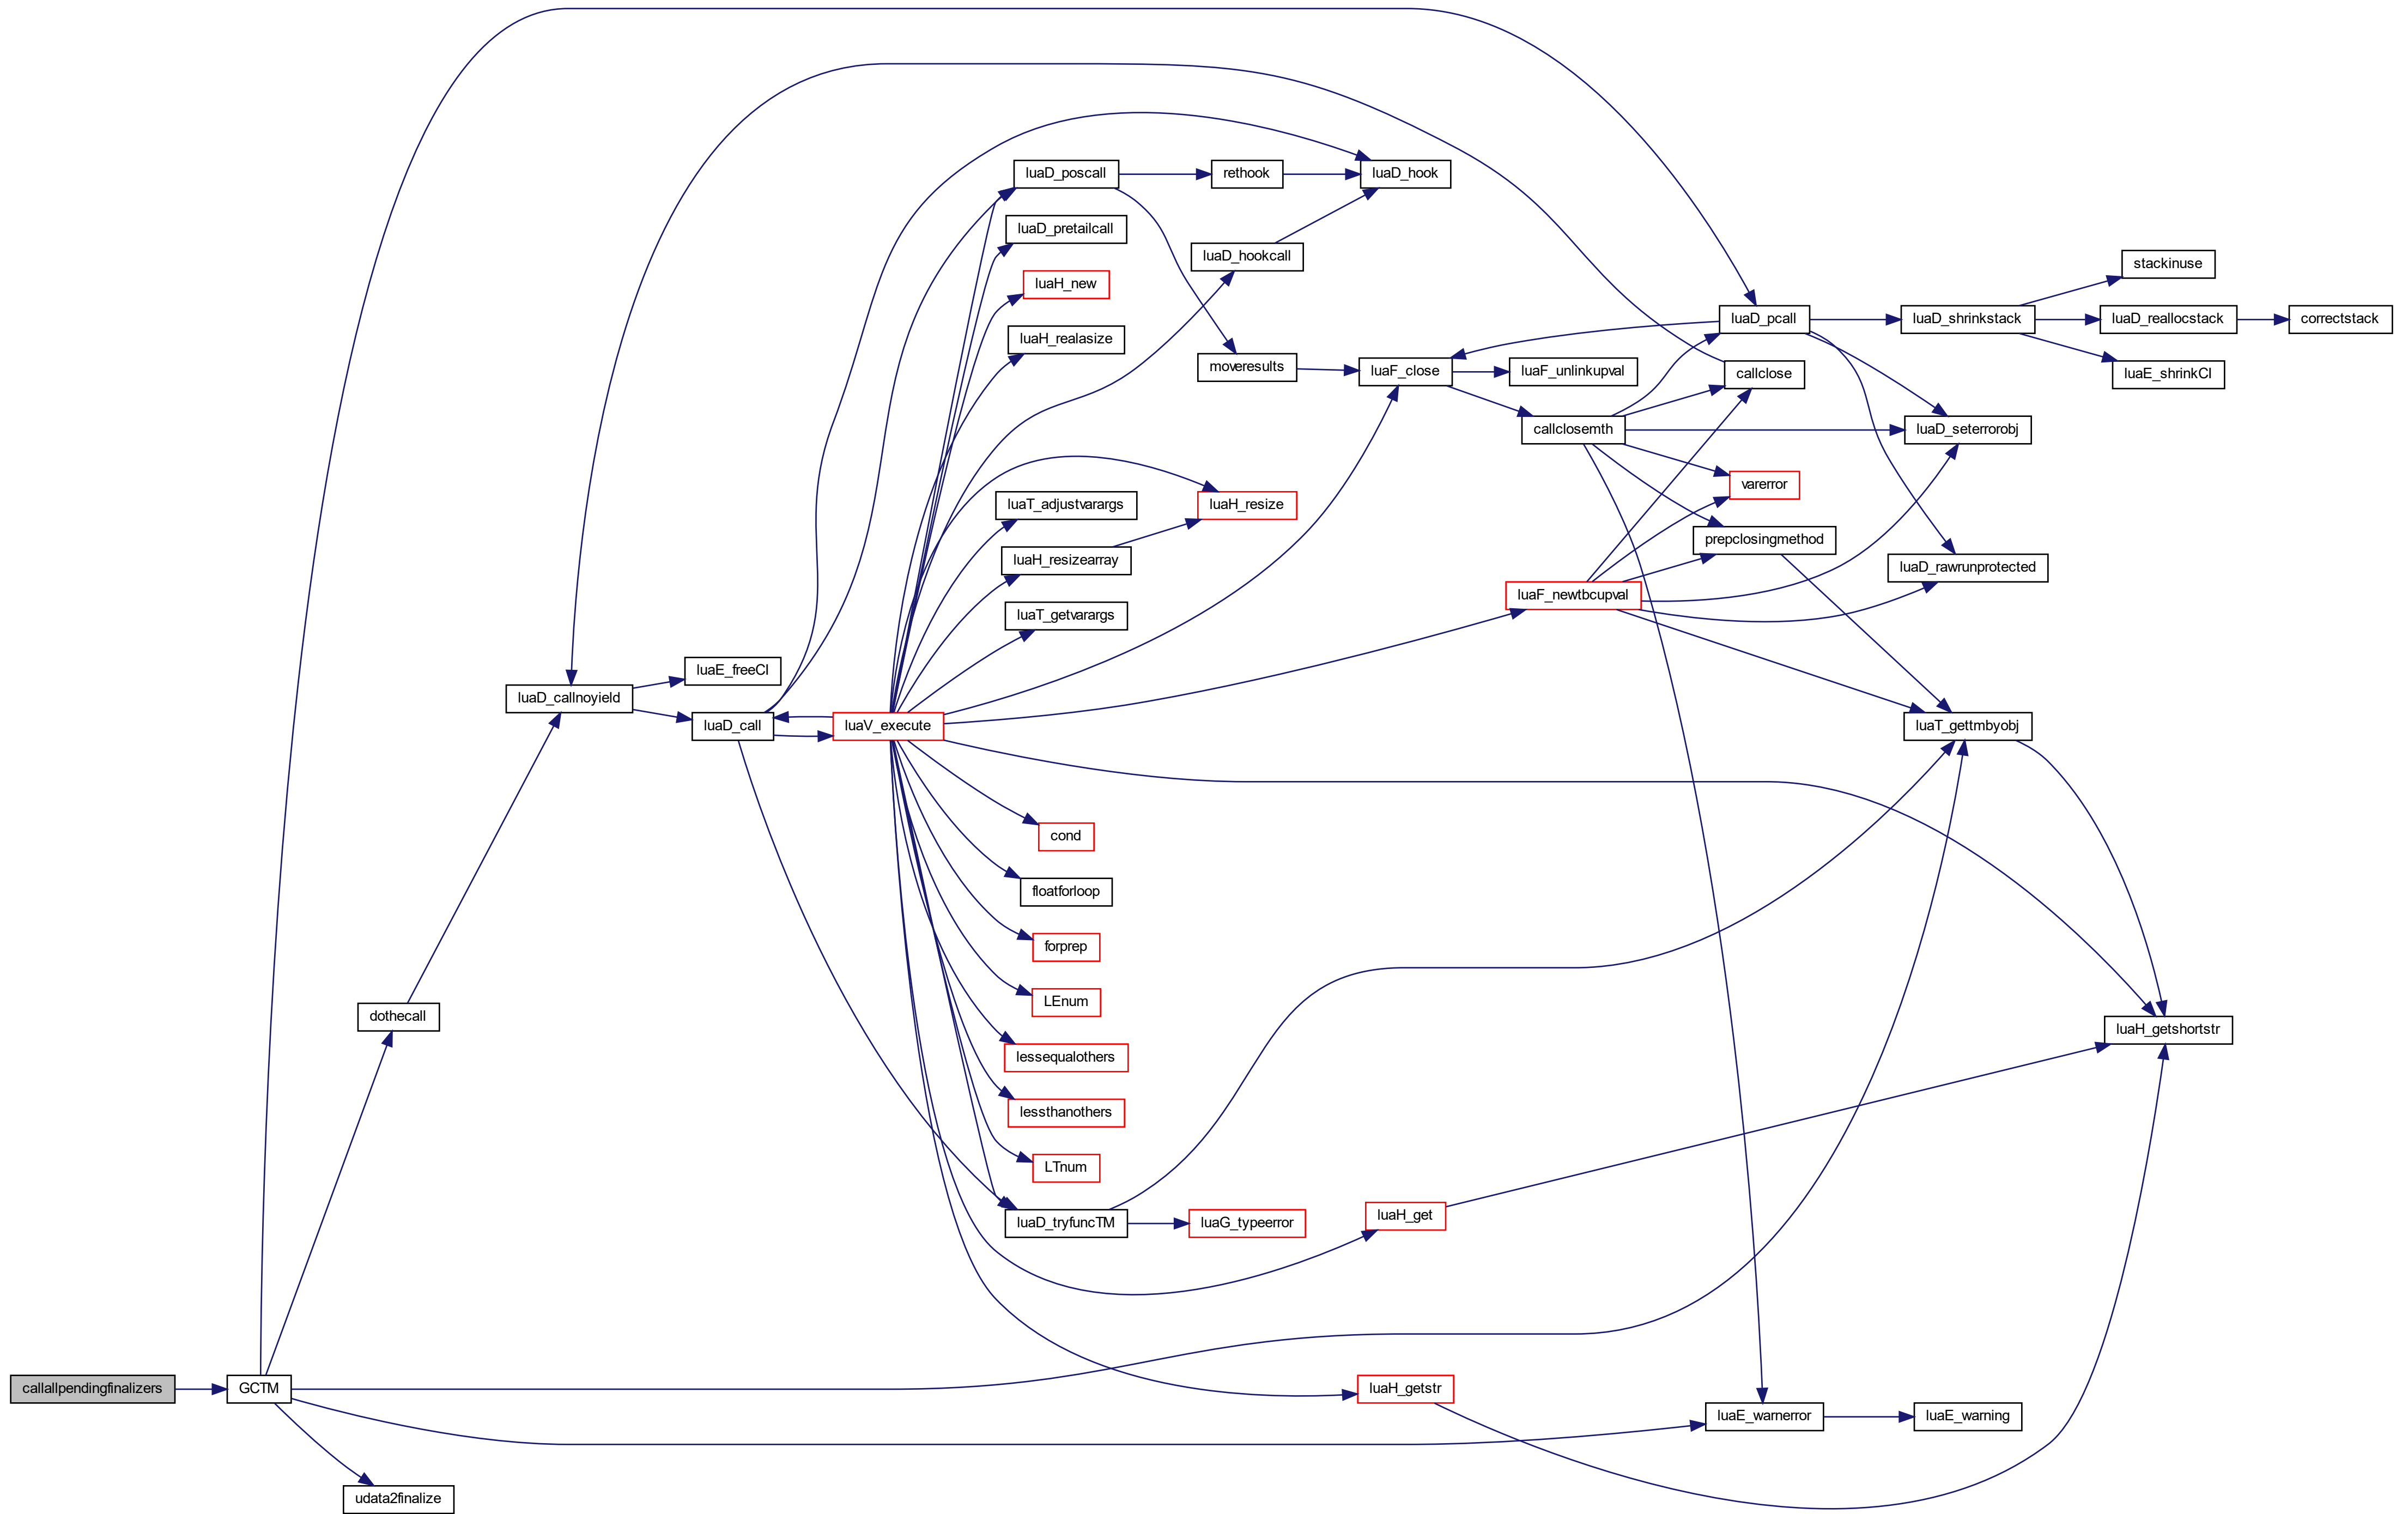 luaD_poscall
rethook
luaD_hook
luaD_pretailcall
luaD_hookcall
stackinuse
luaH_new
luaD_pcall
luaD_shrinkstack
luaD_reallocstack
correctstack
luaH_realasize
moveresults
luaF_close
luaF_unlinkupval
callclose
luaE_shrinkCI
callclosemth
luaD_seterrorobj
varerror
luaT_adjustvarargs
luaH_resize
prepclosingmethod
luaH_resizearray
luaD_rawrunprotected
luaF_newtbcupval
luaT_getvarargs
luaE_freeCI
luaD_callnoyield
luaD_call
luaV_execute
luaT_gettmbyobj
cond
floatforloop
forprep
LEnum
dothecall
luaH_getshortstr
lessequalothers
lessthanothers
LTnum
luaH_get
luaD_tryfuncTM
luaG_typeerror
callallpendingfinalizers
GCTM
luaH_getstr
luaE_warnerror
luaE_warning
udata2finalize